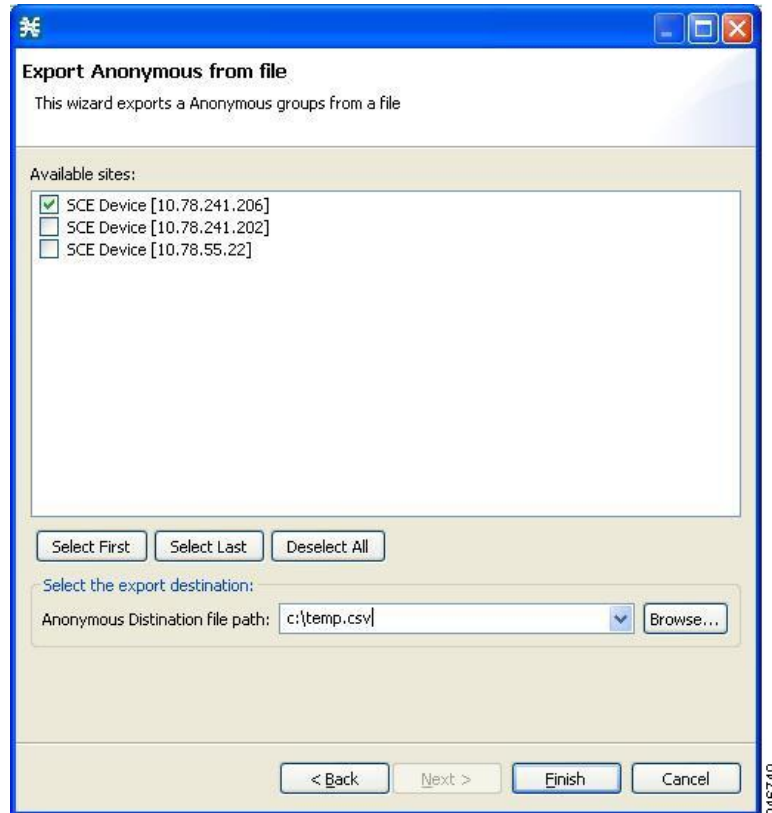 Export Anonymous from file
This wizard exports a Anonymous groups from a file
Available sites:
SCE Device [10.78.241.206]
SCE Device [10.78.241.202]
SCE Device [10.78.55.22]
Select First Select Last Deselect All
Select the export destination:
Anonymous Distination file path: c:\temp.csv Browse...
< Back Next > Finish Cancel